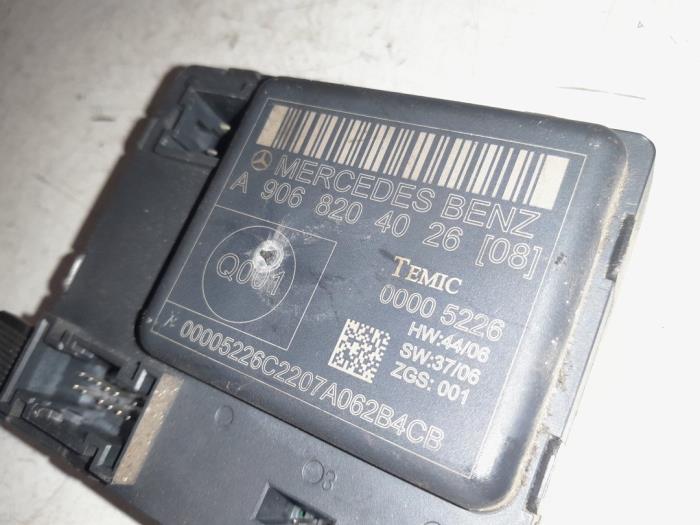 MERCEDES BENZ
A 906 820 40 26 [08]
TEMIC
0000 5226
HW:44/06
SW:37/06
ZGS: 001
00005226C2207A062B4CB